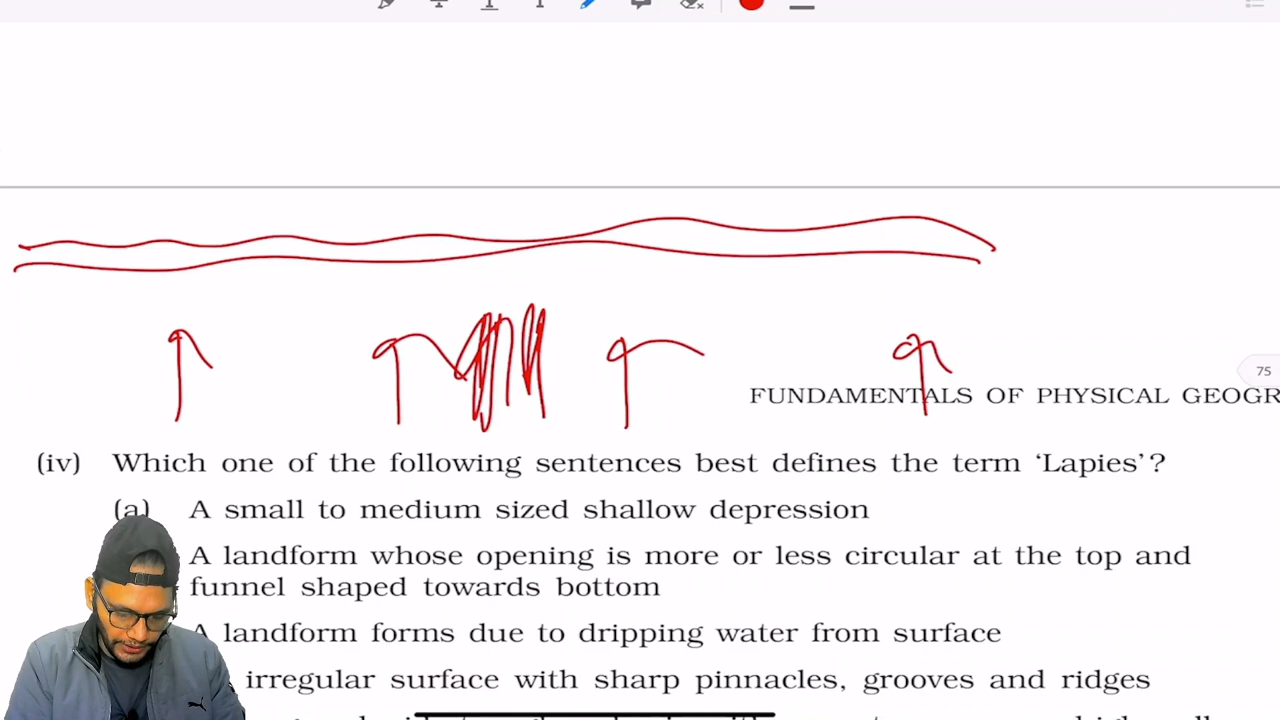 75
FUNDAMENTALS OF PHYSICAL GEOGR
(iv) Which one of the following sentences best defines the term ‘Lapies’?
(a) A small to medium sized shallow depression
A landform whose opening is more or less circular at the top and
funnel shaped towards bottom
A landform forms due to dripping water from surface
irregular surface with sharp pinnacles, grooves and ridges